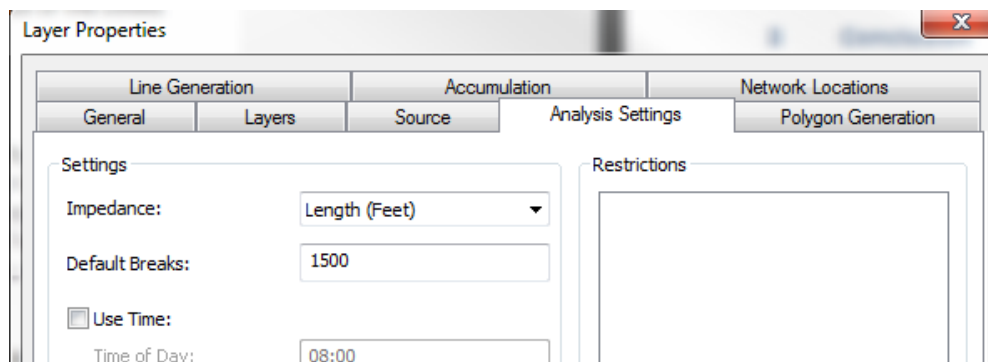 Layer Properties
Line Generation Accumulation Network Locations
General Layers Source Analysis Settings Polygon Generation
Settings Restrictions
Impedance: Length (Feet)
Default Breaks: 1500
Use Time:
Time of Day: 08:00